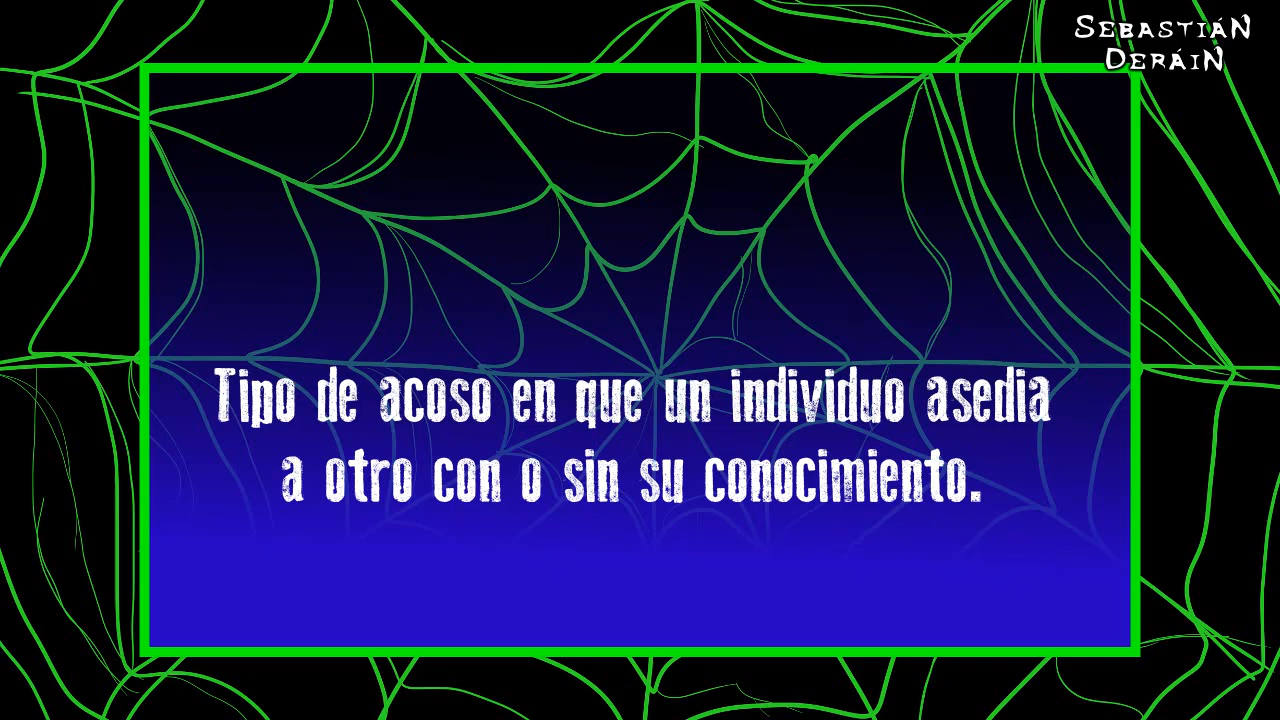 SEBASTIÁN
DERÁIN
Tipo de acoso en que un individuo asedia
a otro con o sin su conocimiento.